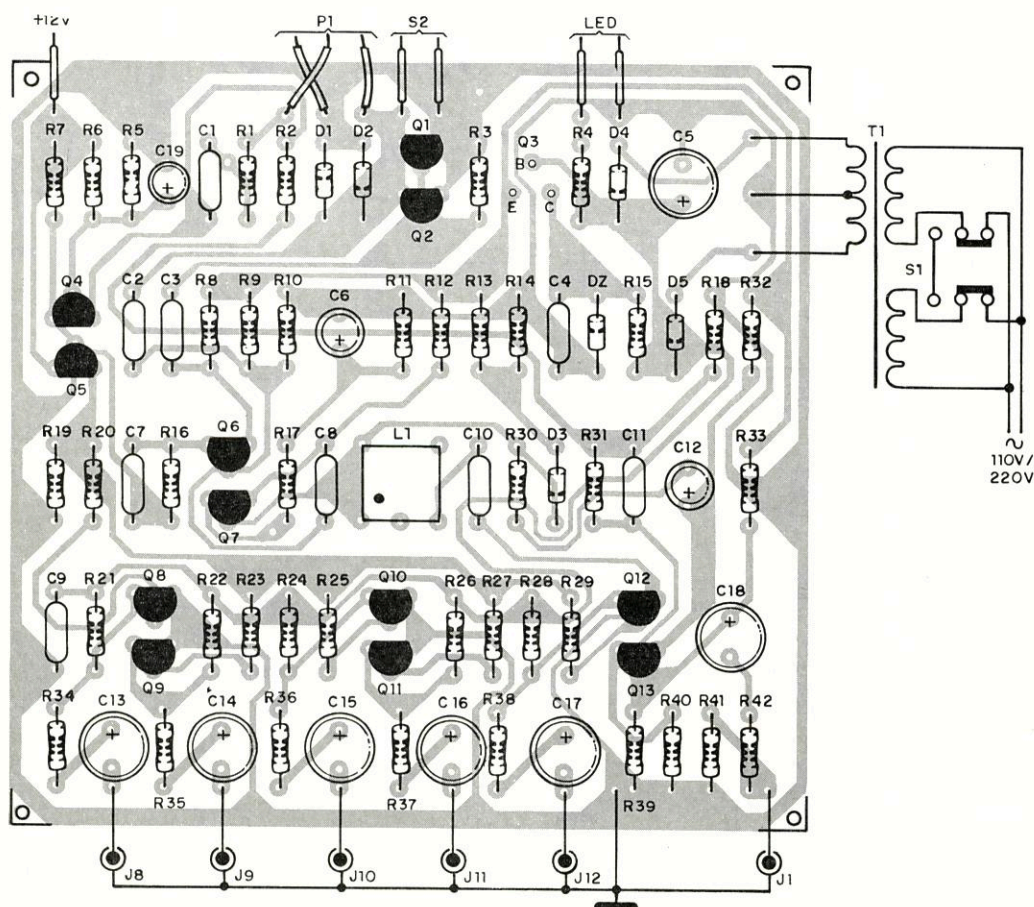 +12v P1 S2 LED
R7 R6 R5 C19 C1 R1 R2 D1 D2 Q1 R3 Q3 R4 D4 C5 T1
B
E C
Q2
S1
Q4 C2 C3 R8 R9 R10 C6 R11 R12 R13 R14 C4 DZ R15 D5 R18 R32
Q5
R19 R20 C7 R16 Q6 R17 C8 L1 C10 R30 D3 R31 C11 C12 R33
~
110V/
220V
Q7
C9 R21 Q8 R22 R23 R24 R25 Q10 R26 R27 R28 R29 Q12 C18
Q9 Q11 Q13
R34 C13 C14 R36 C15 C16 R38 C17 R40 R41 R42
R35 R37 R39
J8 J9 J10 J11 J12 J1